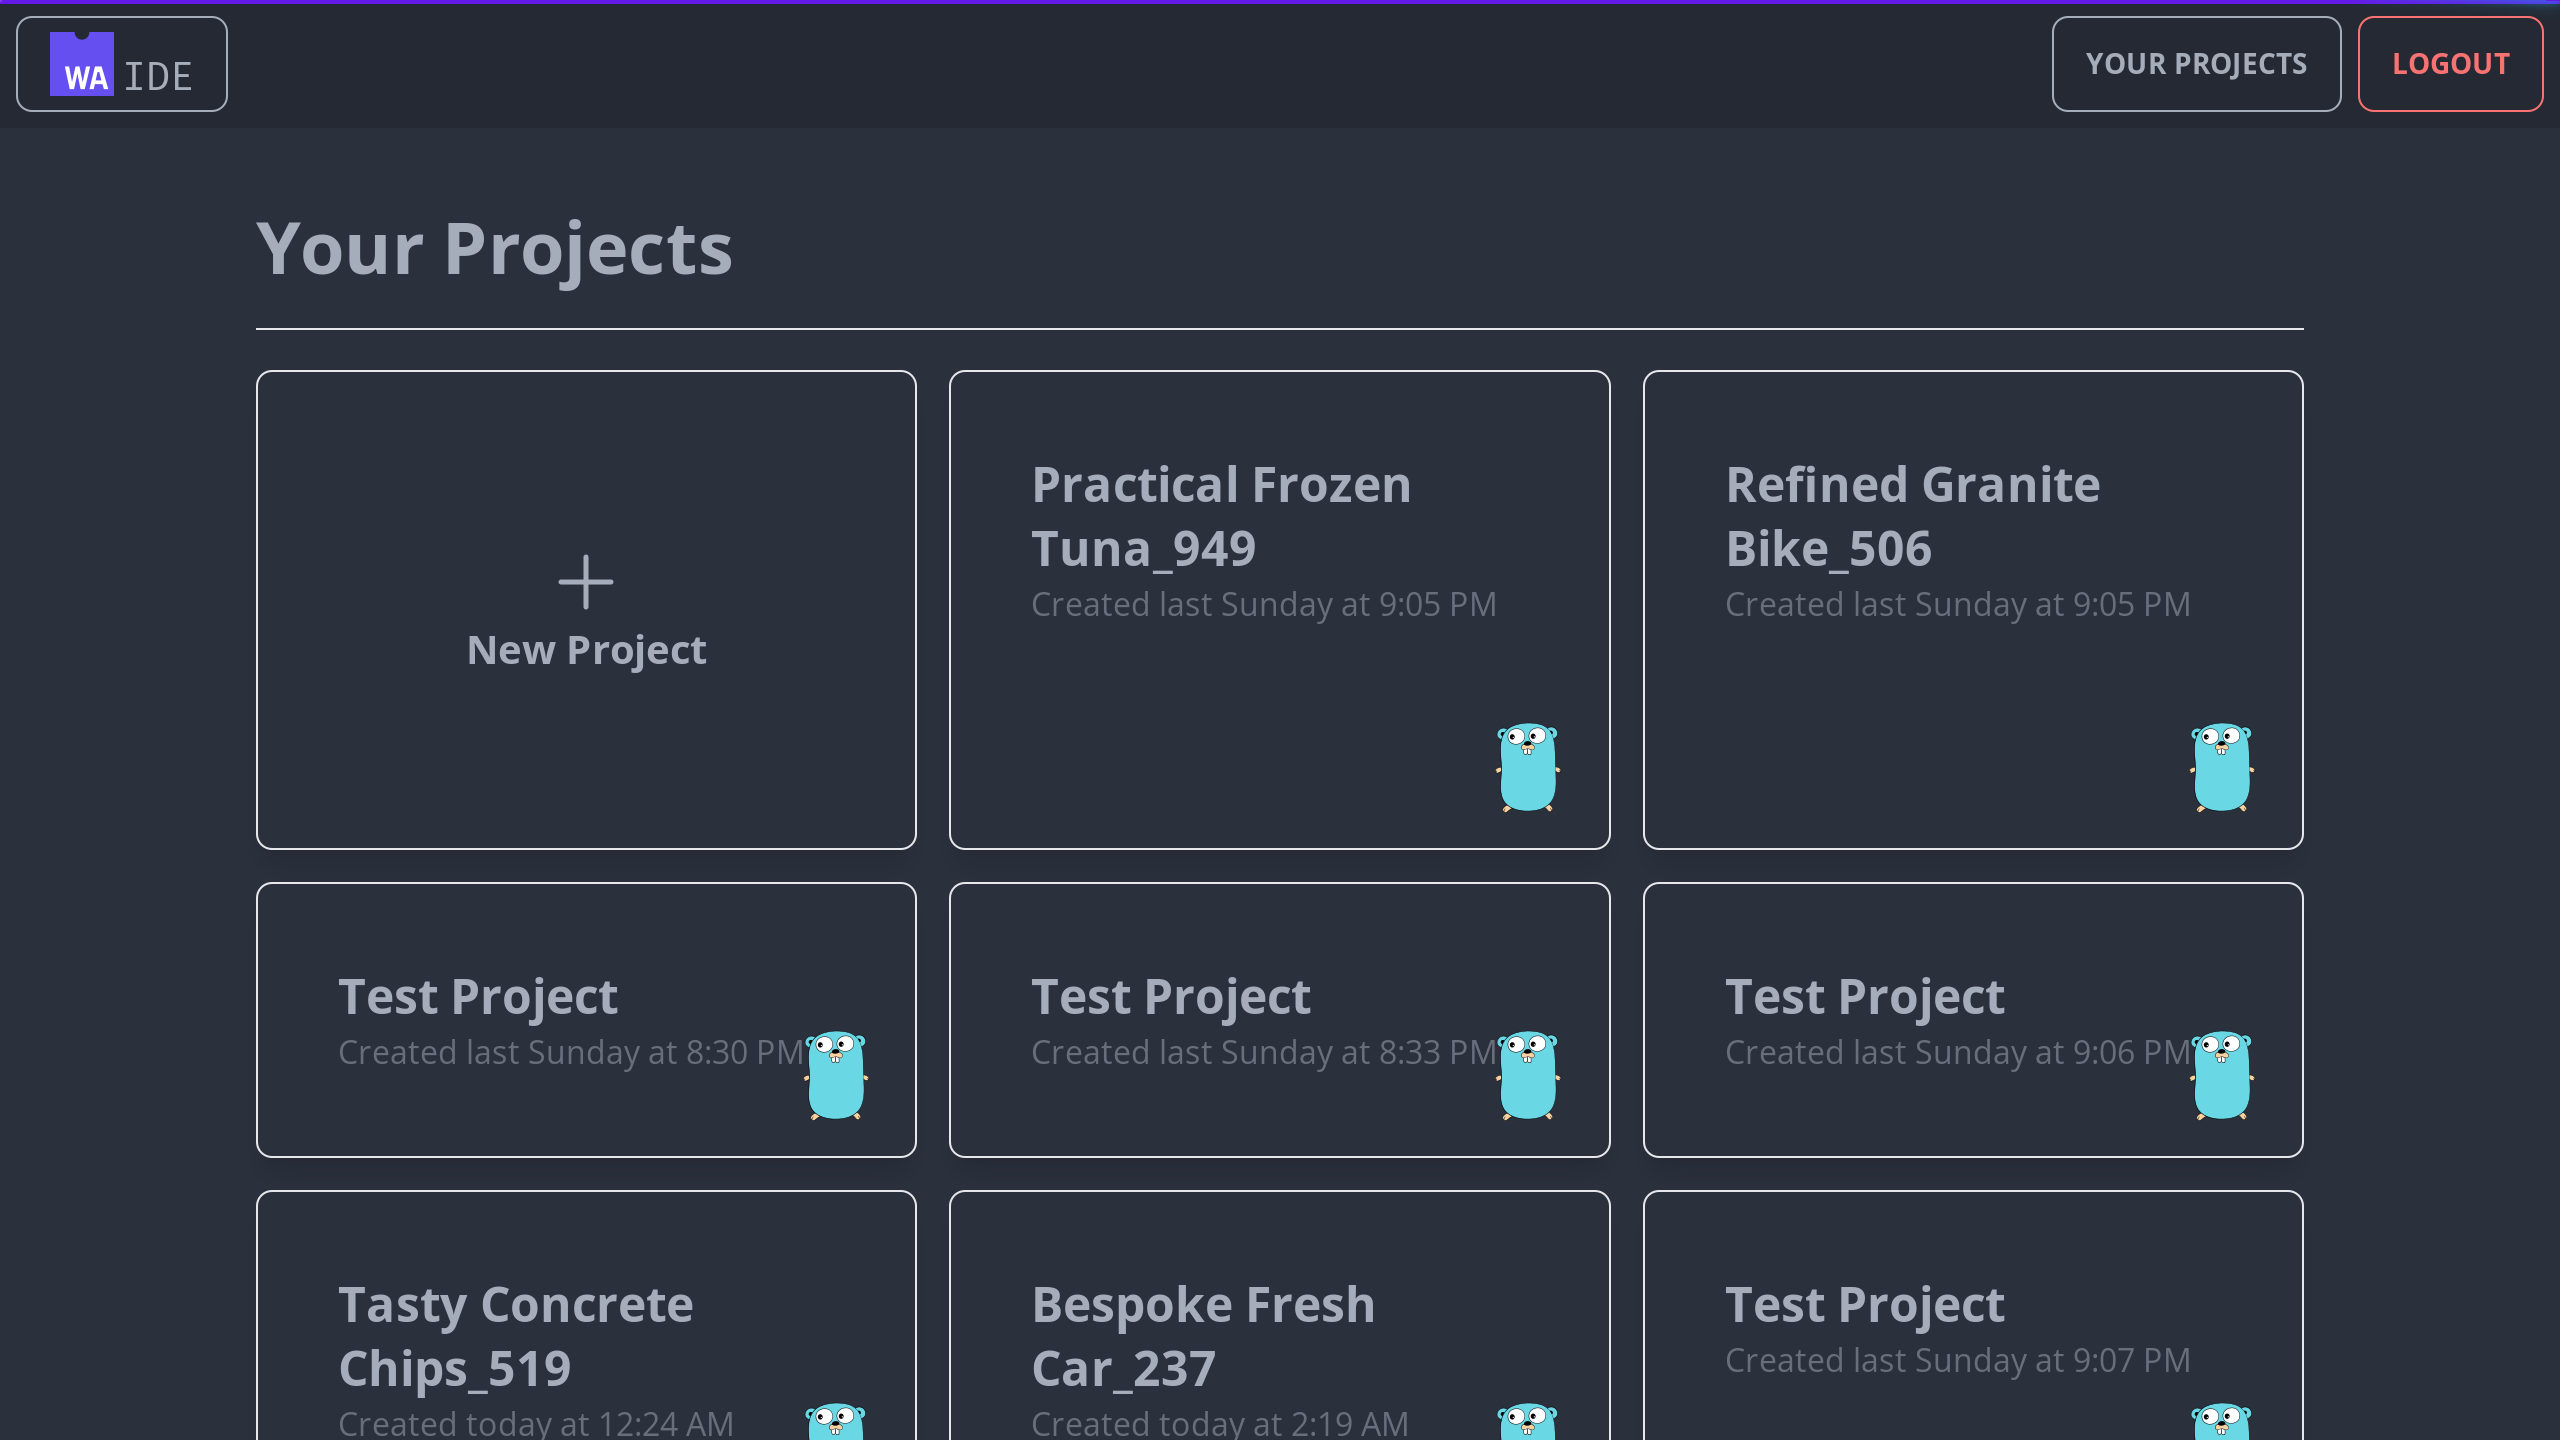 WA IDE
YOUR PROJECTS
LOGOUT
Your Projects
New Project
Practical Frozen
Tuna_949
Created last Sunday at 9:05 PM
Refined Granite
Bike_506
Created last Sunday at 9:05 PM
Test Project
Created last Sunday at 8:30 PM
Test Project
Created last Sunday at 8:33 PM
Test Project
Created last Sunday at 9:06 PM
Tasty Concrete
Chips_519
Created today at 12:24 AM
Bespoke Fresh
Car_237
Created today at 2:19 AM
Test Project
Created last Sunday at 9:07 PM